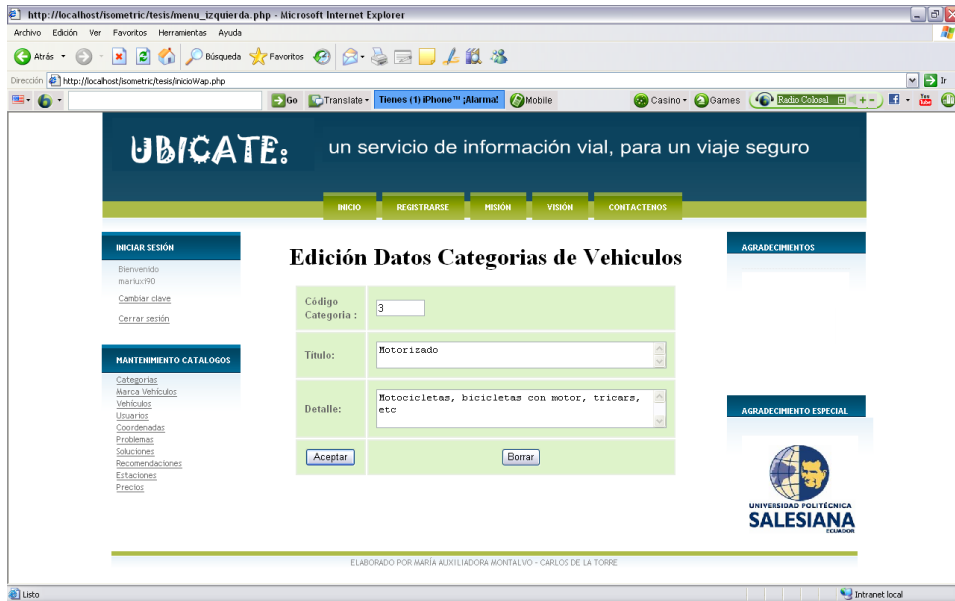 http://localhost/isometric/tesis/menu_izquierda.php - Microsoft Internet Explorer
Archivo Edición Ver Favoritos Herramientas Ayuda
Atrás Búsqueda Favoritos
Dirección http://localhost/isometric/tesis/inicioWap.php Ir
Go Translate Tienes (1) iPhone™ ¡Alarma! Mobile Casino Games Radio Colosal You Tube
UBICATE: un servicio de información vial, para un viaje seguro
INICIO REGISTRARSE MISIÓN VISIÓN CONTACTENOS
INICIAR SESIÓN
Bienvenido
mariuxi90
Cambiar clave
Cerrar sesión
MANTENIMIENTO CATALOGOS
Categorias
Marca Vehículos
Vehículos
Usuarios
Coordenadas
Problemas
Soluciones
Recomendaciones
Estaciones
Precios
Edición Datos Categorias de Vehiculos
Código
Categoria :
3
Título:
Motorizado
Detalle:
Motocicletas, bicicletas con motor, tricars,
etc
Aceptar Borrar
AGRADECIMIENTOS
AGRADECIMIENTO ESPECIAL
UNIVERSIDAD POLITÉCNICA
SALESIANA
ECUADOR
ELABORADO POR MARÍA AUXILIADORA MONTALVO - CARLOS DE LA TORRE
Listo Intranet local